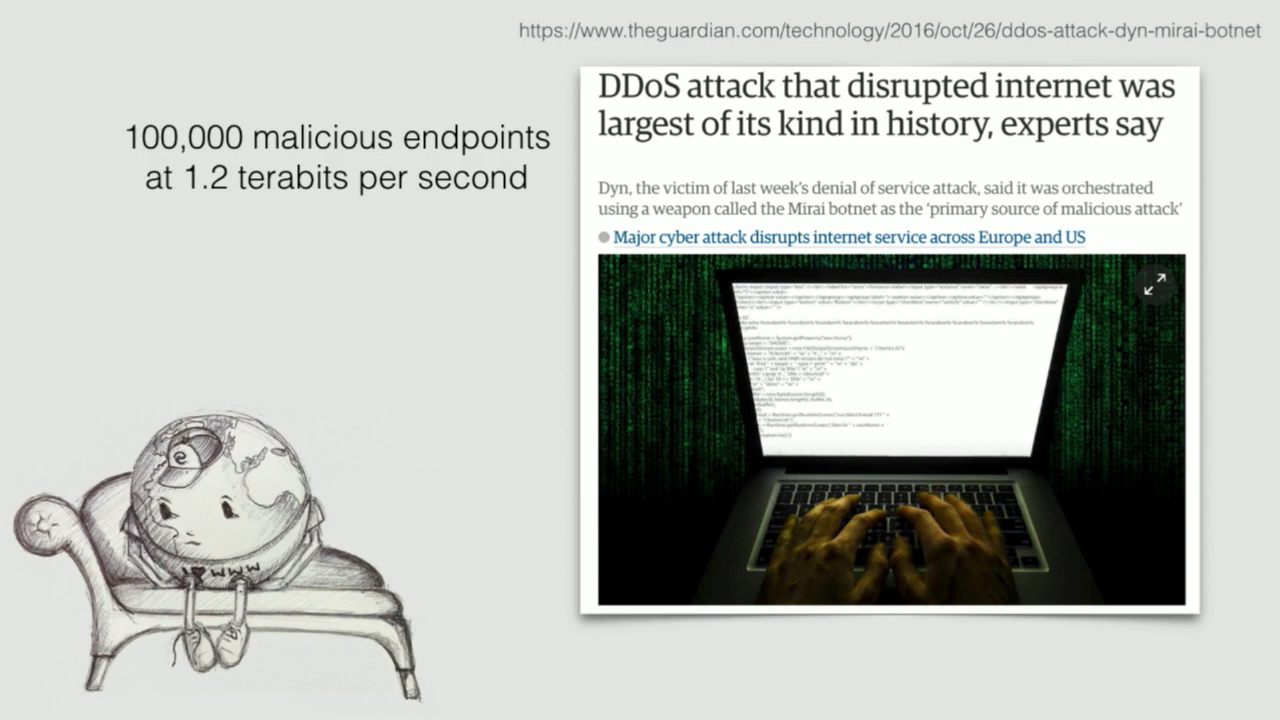 https://www.theguardian.com/technology/2016/oct/26/ddos-attack-dyn-mirai-botnet
100,000 malicious endpoints
at 1.2 terabits per second
DDoS attack that disrupted internet was
largest of its kind in history, experts say
Dyn, the victim of last week's denial of service attack, said it was orchestrated
using a weapon called the Mirai botnet as the 'primary source of malicious attack'
Major cyber attack disrupts internet service across Europe and US
e
I ♥ WWW